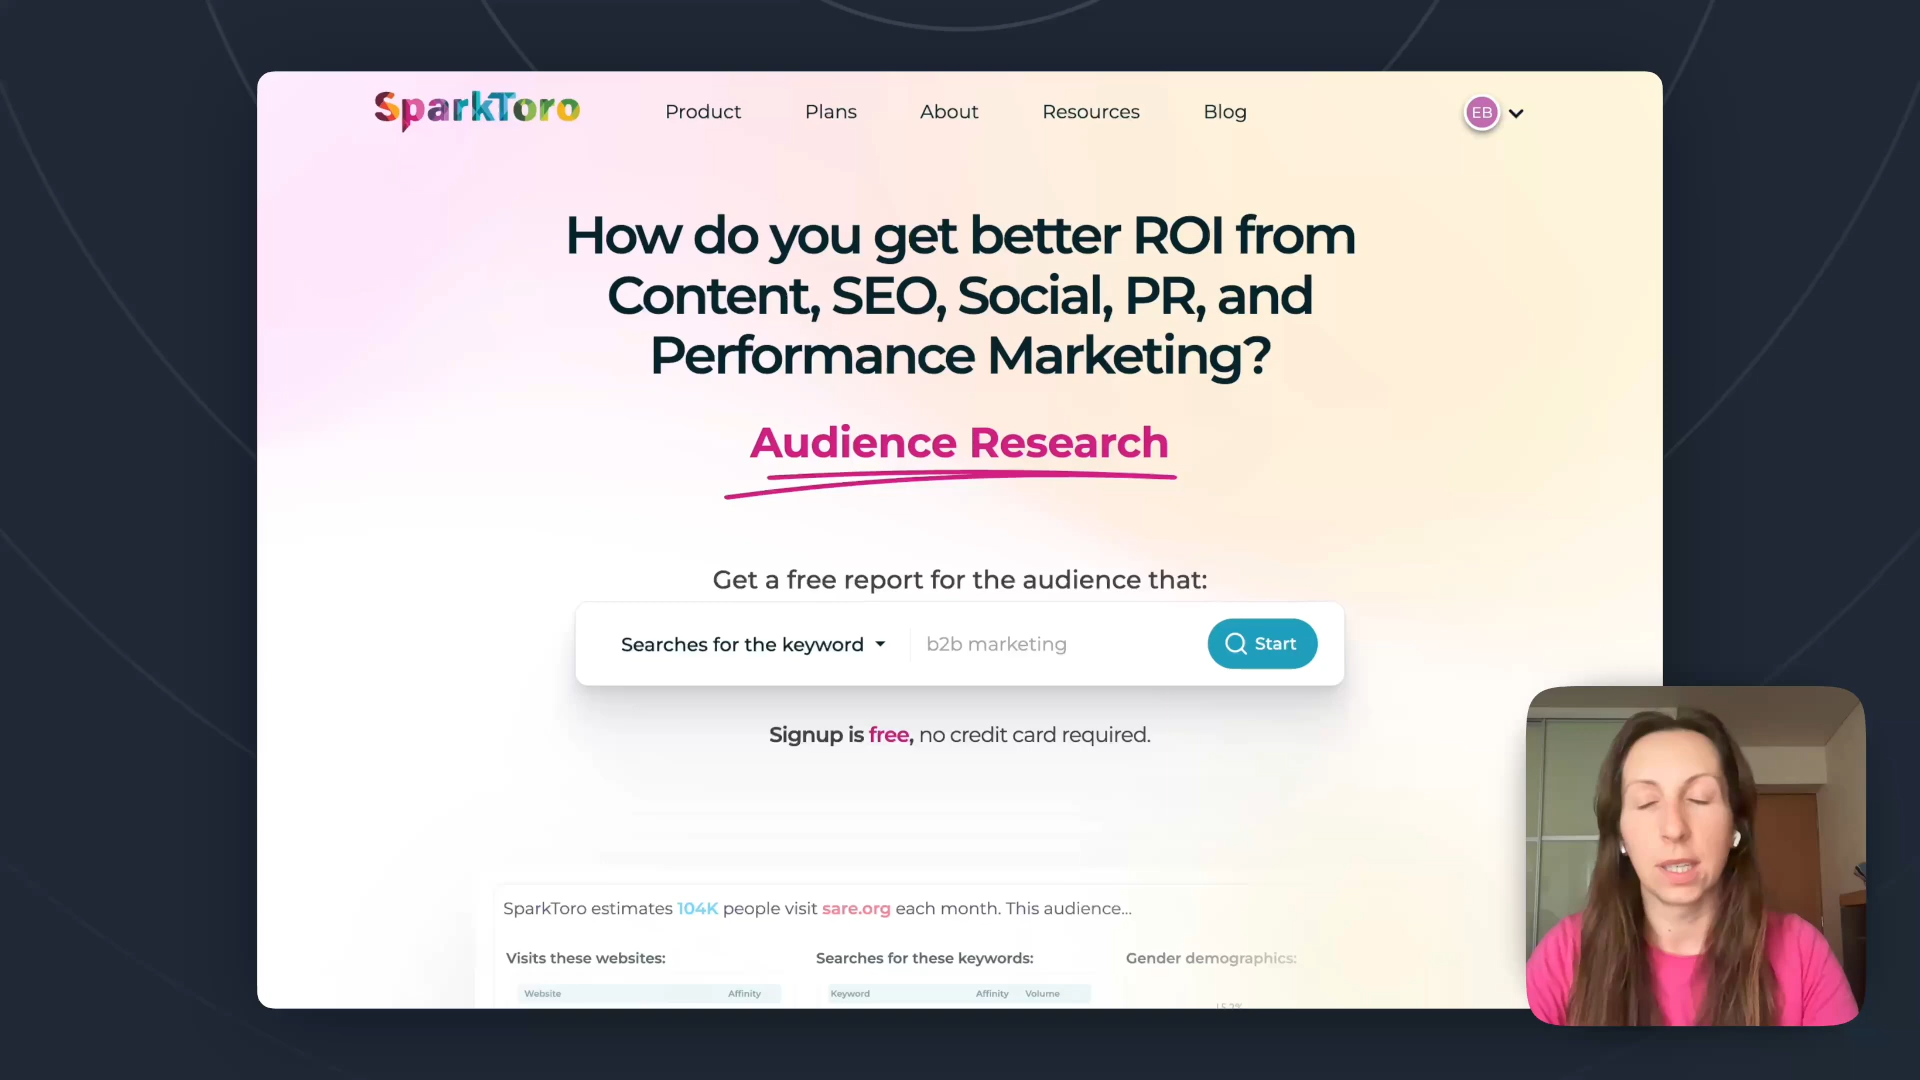 SparkToro
Product
Plans
About
Resources
Blog
EB
How do you get better ROI from
Content, SEO, Social, PR, and
Performance Marketing?
Audience Research
Get a free report for the audience that:
Searches for the keyword
b2b marketing
Start
Signup is free, no credit card required.
SparkToro estimates 104K people visit sare.org each month. This audience...
Visits these websites:
Searches for these keywords:
Gender demographics:
Website
Affinity
Keyword
Affinity
Volume